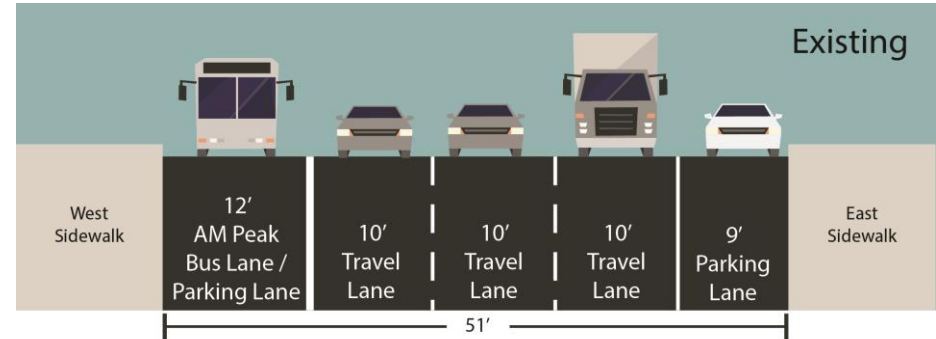 Existing
West
Sidewalk
12′
AM Peak
Bus Lane /
Parking Lane
10′
Travel
Lane
10′
Travel
Lane
10′
Travel
Lane
9′
Parking
Lane
East
Sidewalk
51′